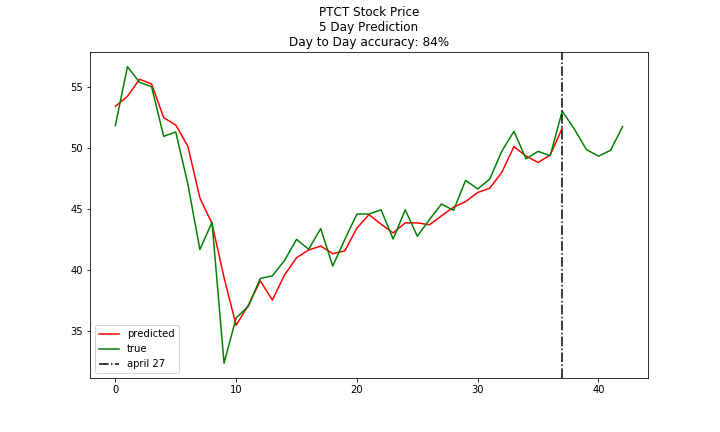 PTCT Stock Price
5 Day Prediction
Day to Day accuracy: 84%
55
50
45
40
35
predicted
true
april 27
0
10
20
30
40